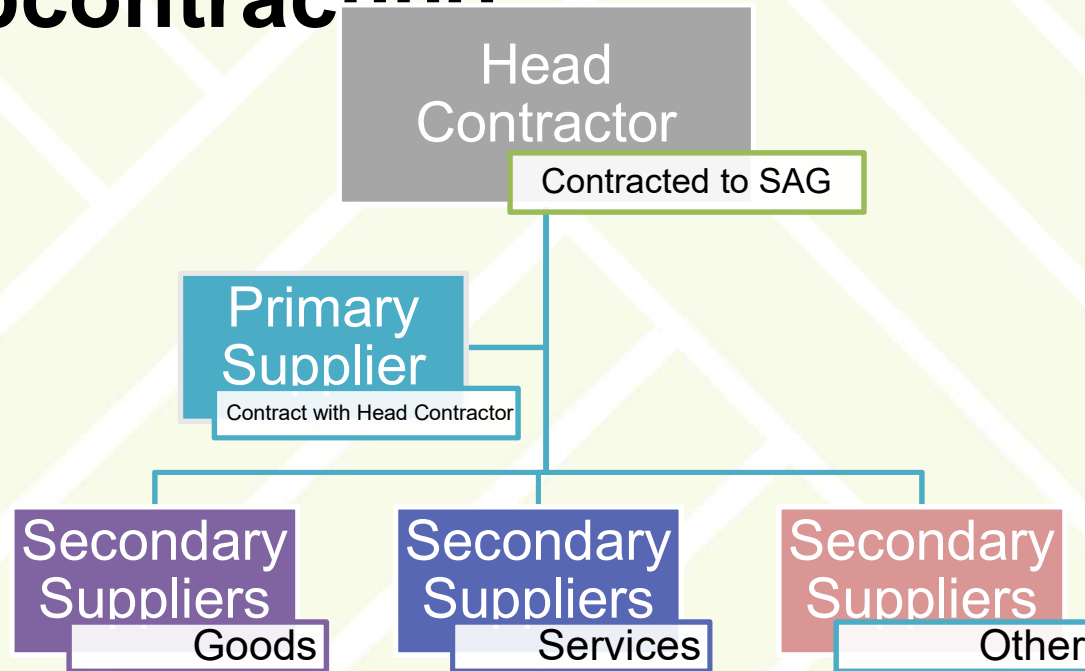 Head
Contractor
Contracted to SAG
Primary
Supplier
Contract with Head Contractor
Secondary
Suppliers
Goods
Secondary
Suppliers
Services
Secondary
Suppliers
Other